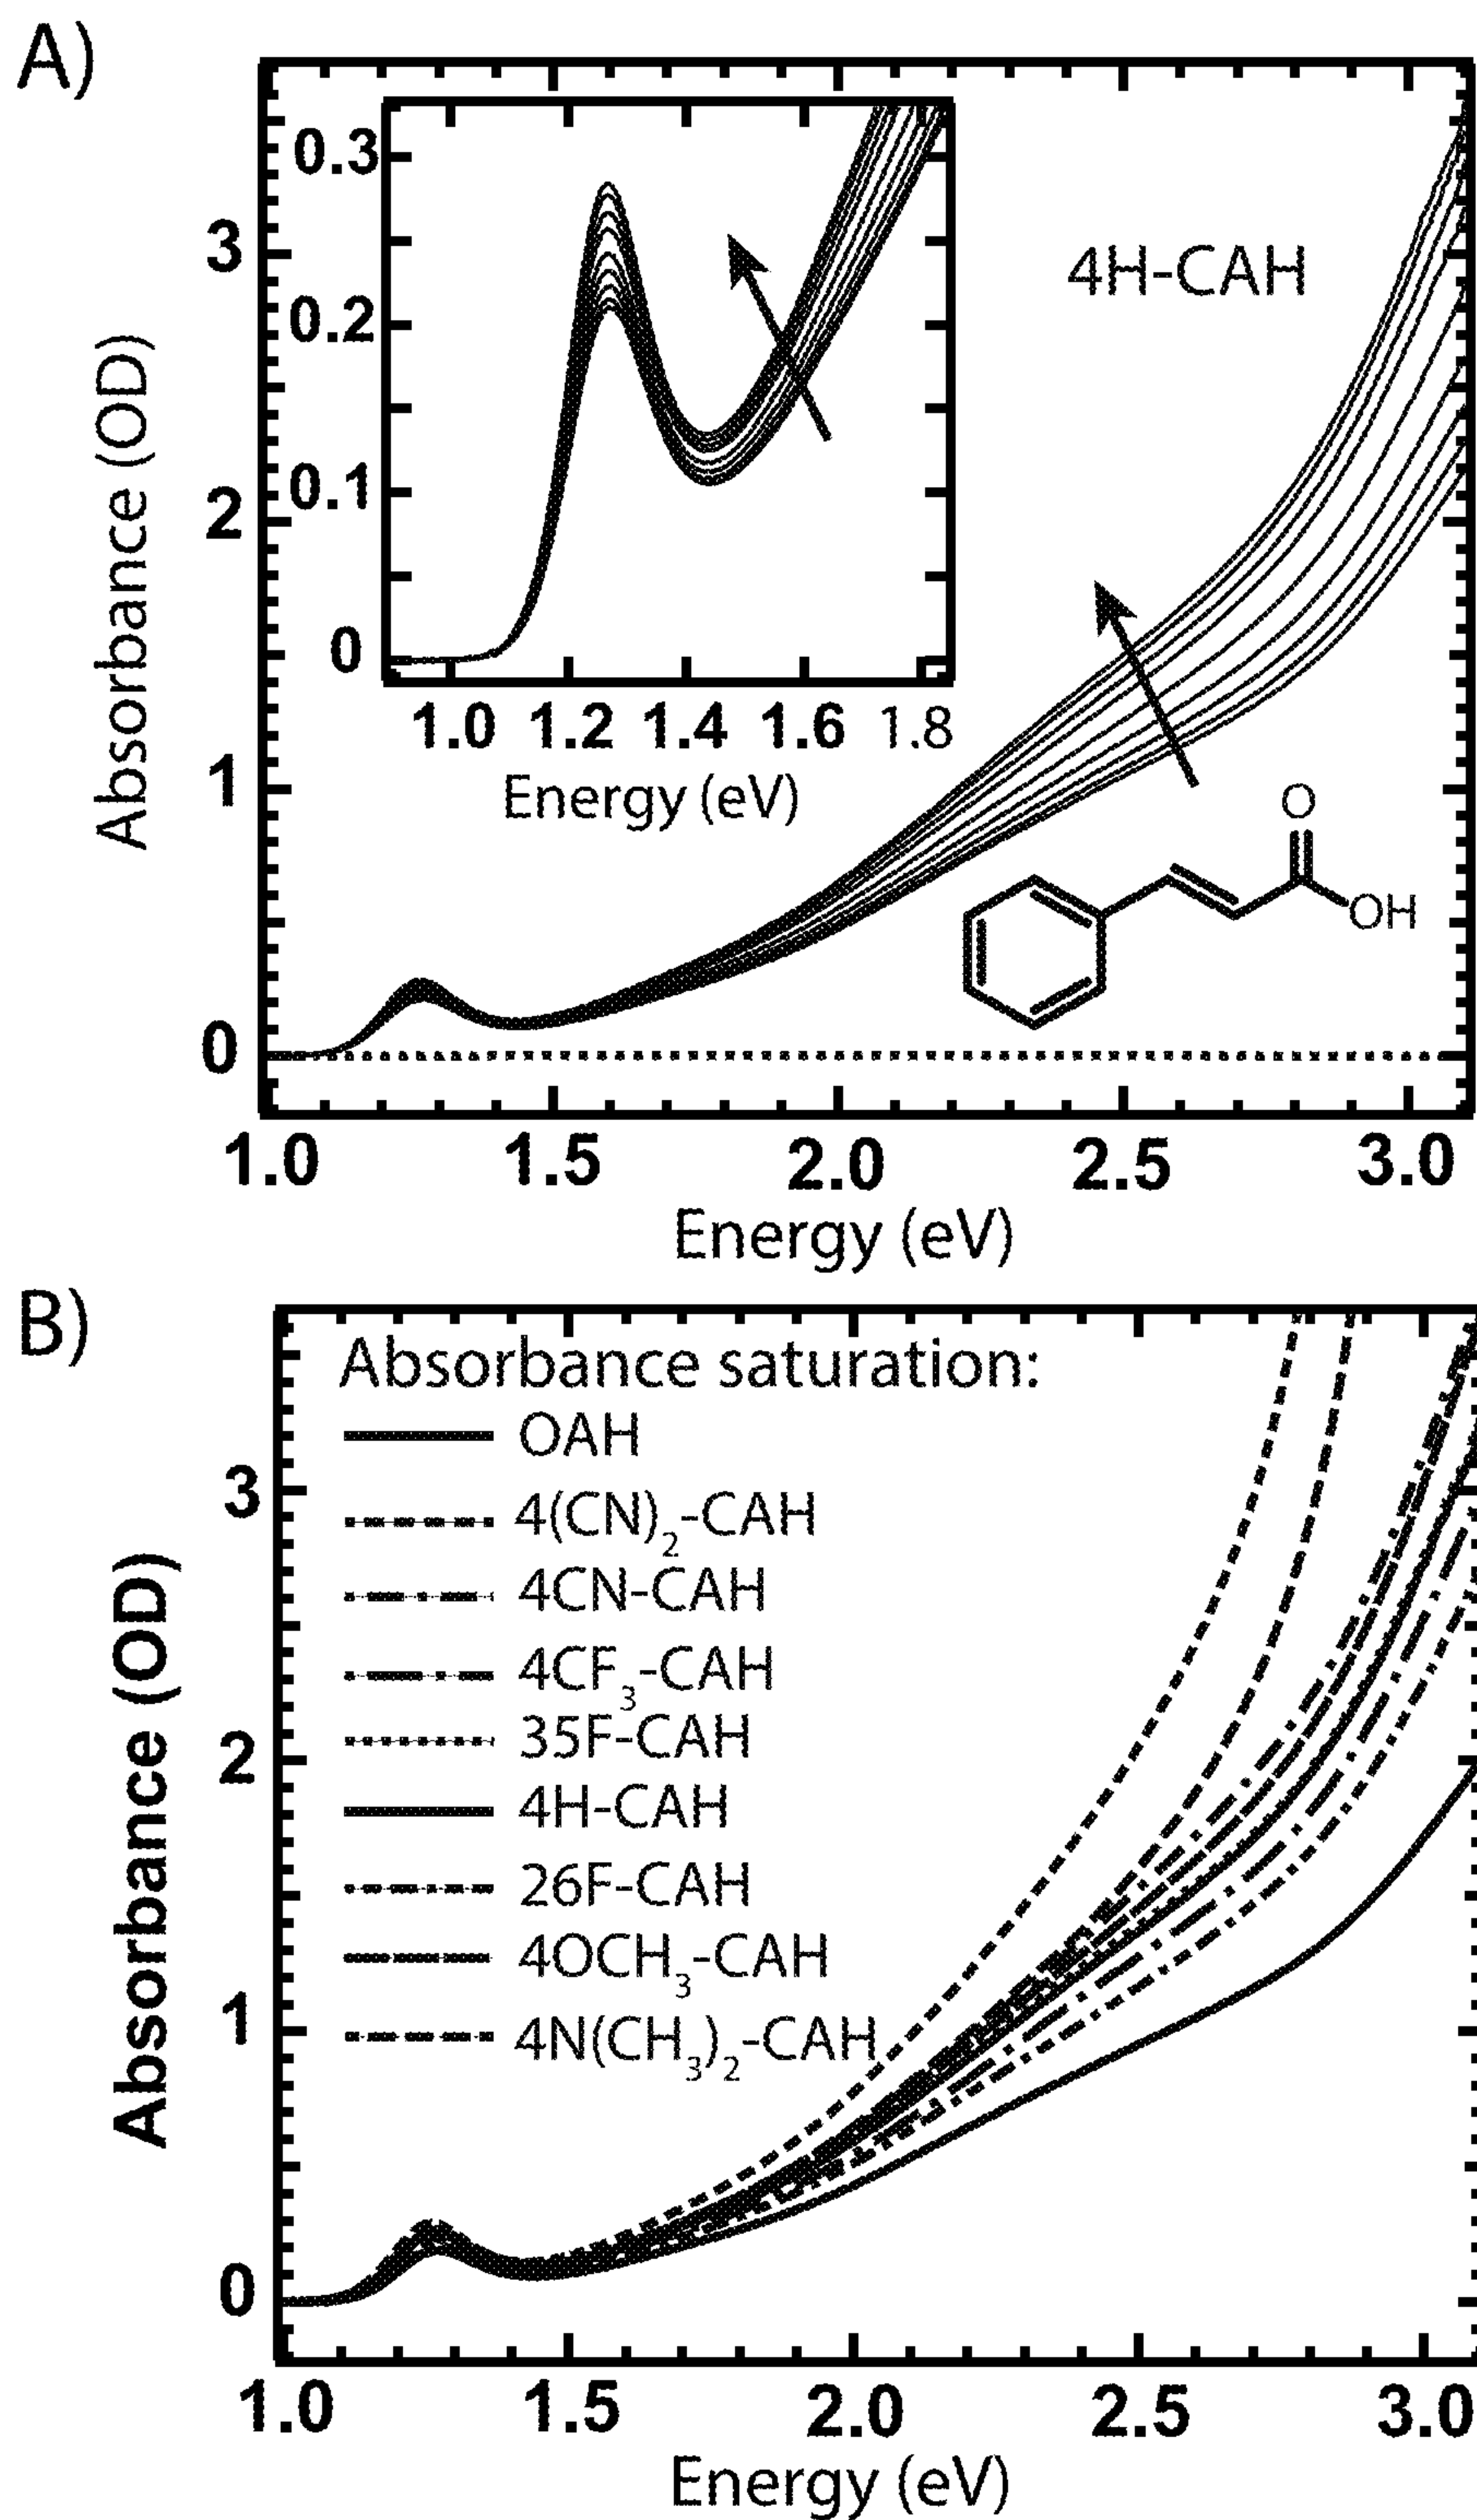 A)
Absorbance (OD)
3
2
1
0
0.3
0.2
0.1
0
1.0 1.2 1.4 1.6 1.8
Energy (eV)
4H-CAH
O
OH
1.0 1.5 2.0 2.5 3.0
Energy (eV)
B)
Absorbance (OD)
3
2
1
0
Absorbance saturation:
OAH
4(CN)2-CAH
4CN-CAH
4CF3-CAH
35F-CAH
4H-CAH
26F-CAH
4OCH3-CAH
4N(CH3)2-CAH
1.0 1.5 2.0 2.5 3.0
Energy (eV)